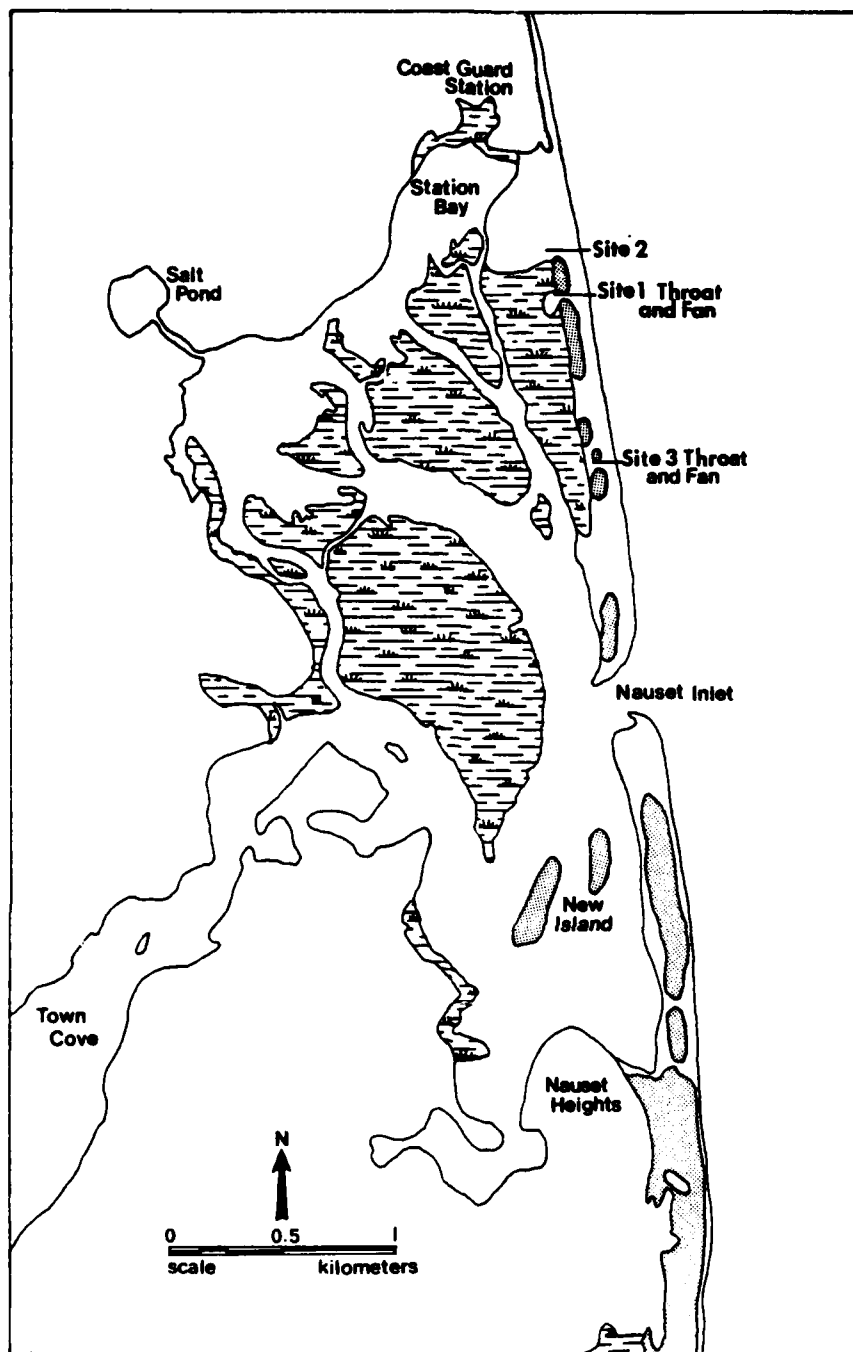 Coast Guard
Station
Station
Bay
Site 2
Salt
Pond
Site 1 Throat
and Fan
Site 3 Throat
and Fan
Nauset Inlet
New
Island
Town
Cove
Nauset
Heights
N
0 0.5 1
scale kilometers